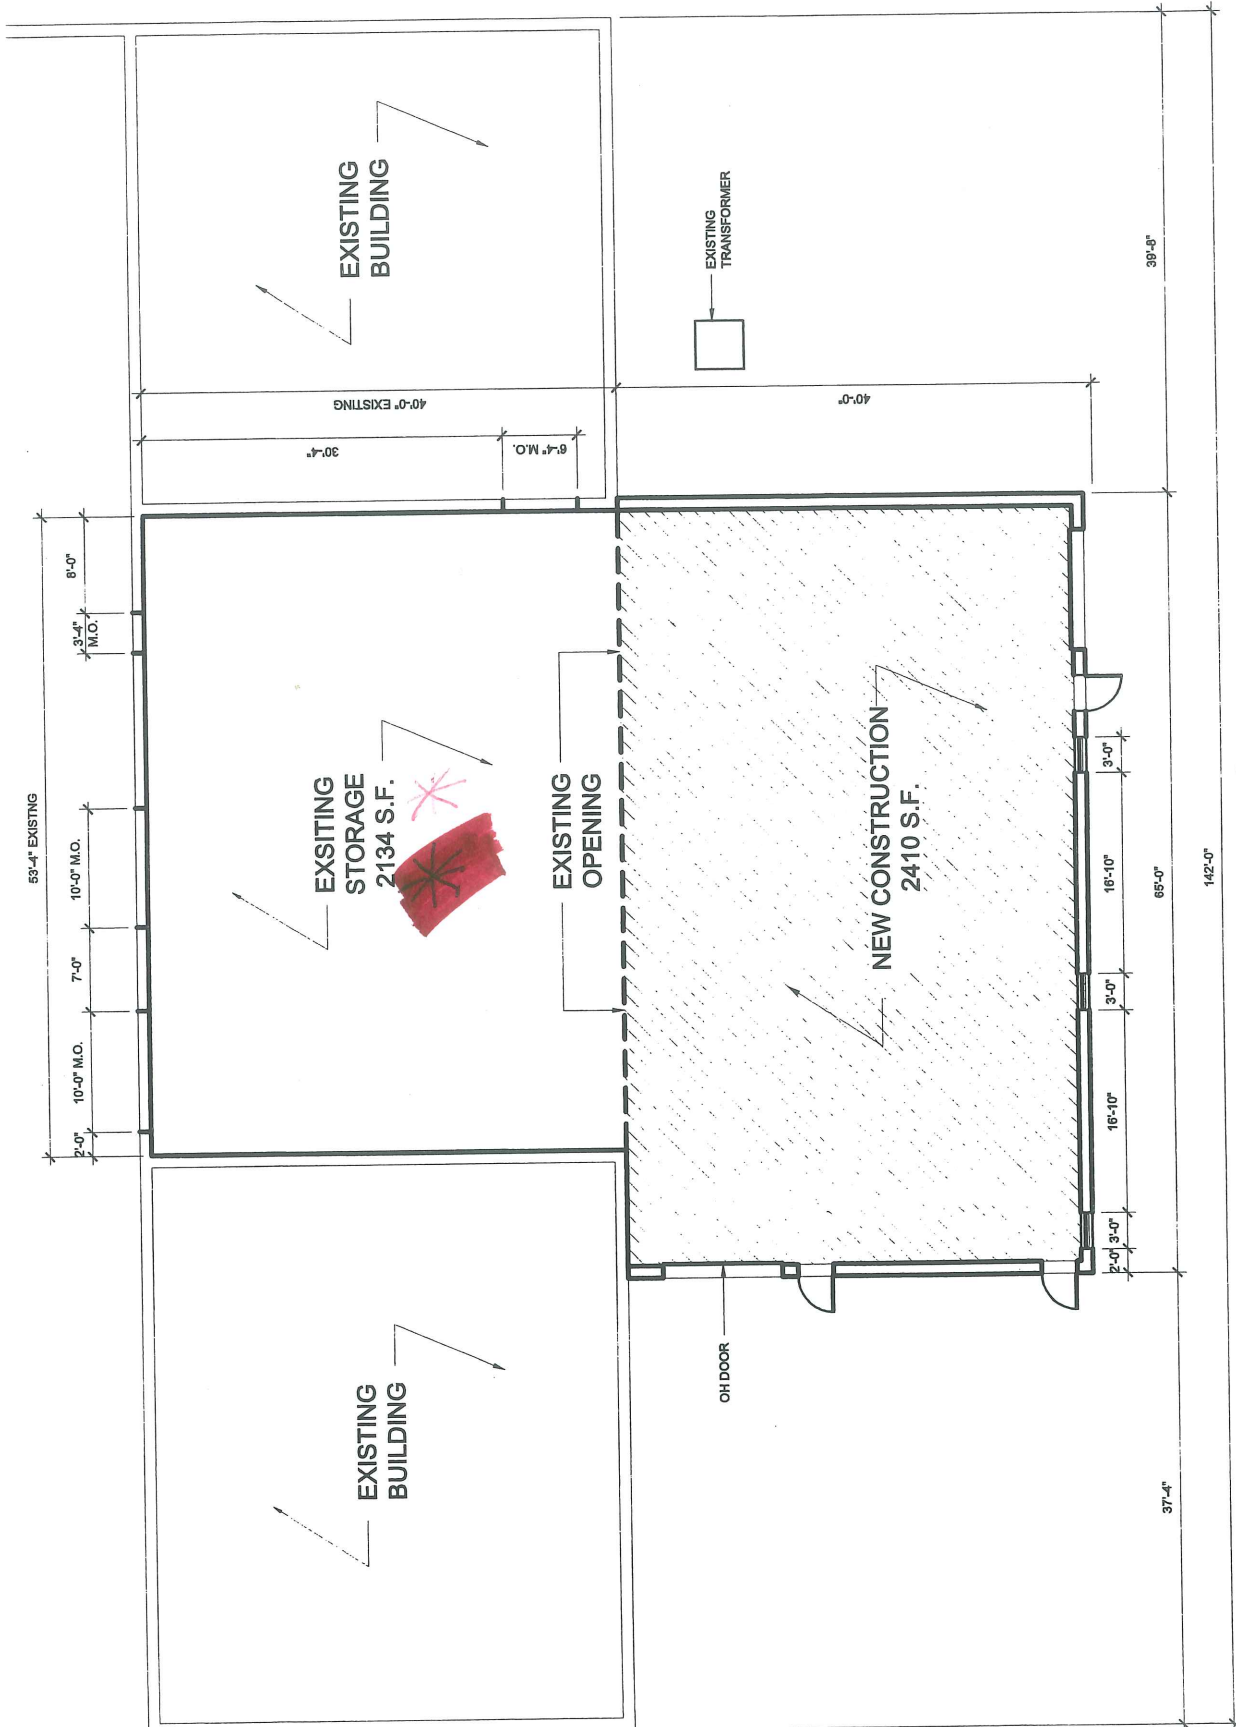 53'-4" EXISTNG
2'-0"
10'-0" M.O.
7'-0"
10'-0" M.O.
3'-4"
M.O.
8'-0"
EXISTING
BUILDING
EXSITING
STORAGE
2134 S.F.
EXISTING
BUILDING
30'-4"
6'-4" M.O.
40'-0" EXISTING
40'-0"
EXISTING
OPENING
EXISTING
TRANSFORMER
OH DOOR
NEW CONSTRUCTION
2410 S.F.
2'-0"
3'-0"
16'-10"
3'-0"
16'-10"
3'-0"
37'-4"
65'-0"
39'-8"
142'-0"